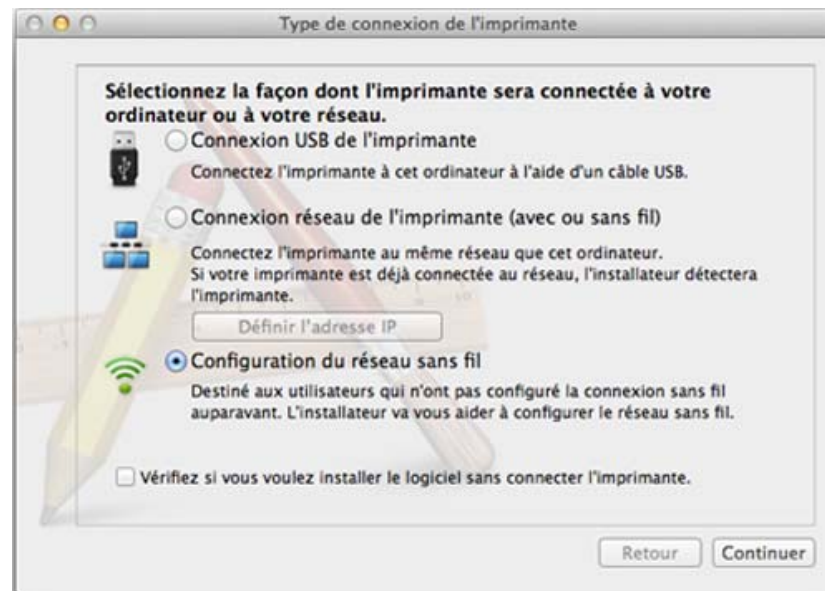 Type de connexion de l'imprimante
Sélectionnez la façon dont l'imprimante sera connectée à votre
ordinateur ou à votre réseau.
Connexion USB de l'imprimante
Connectez l'imprimante à cet ordinateur à l'aide d'un câble USB.
Connexion réseau de l'imprimante (avec ou sans fil)
Connectez l'imprimante au même réseau que cet ordinateur.
Si votre imprimante est déjà connectée au réseau, l'installateur détectera
l'imprimante.
Définir l'adresse IP
Configuration du réseau sans fil
Destiné aux utilisateurs qui n'ont pas configuré la connexion sans fil
auparavant. L'installateur va vous aider à configurer le réseau sans fil.
Vérifiez si vous voulez installer le logiciel sans connecter l'imprimante.
Retour Continuer